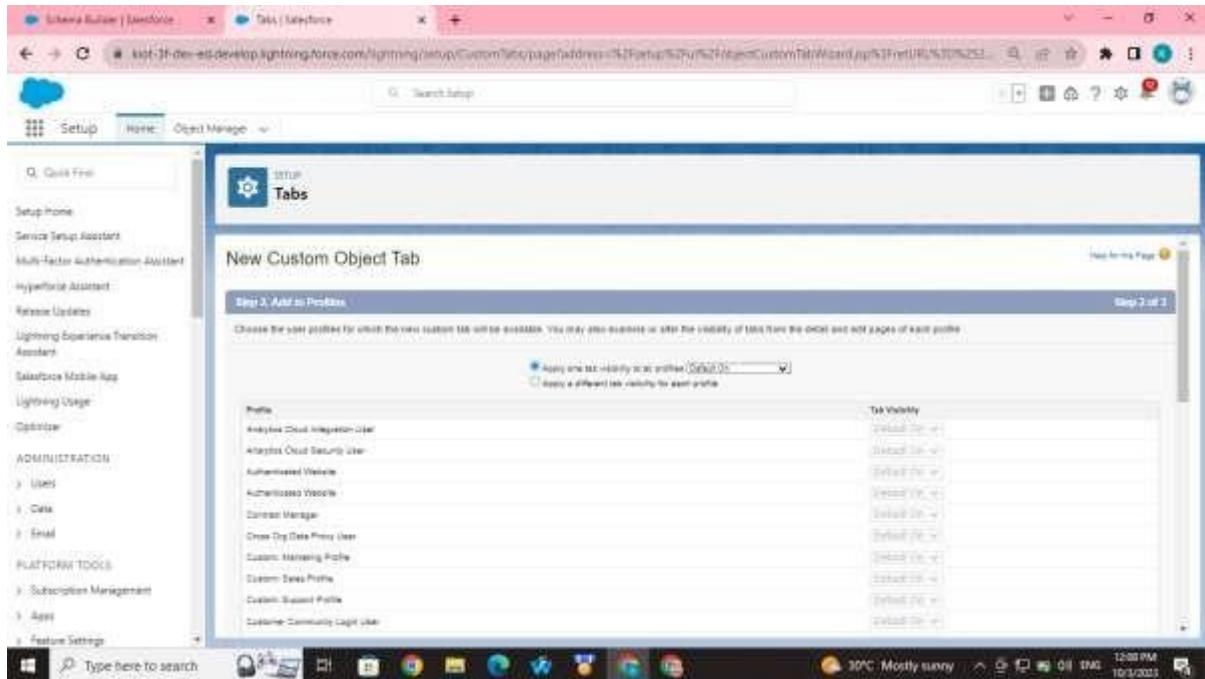 Schema Builder | Salesforce
Tabs | Salesforce
Search Setup
Setup
Home
Object Manager
Quick Find
SETUP
Tabs
Setup Home
Service Setup Assistant
Multi-Factor Authentication Assistant
Hyperforce Assistant
Release Updates
Lightning Experience Transition
Assistant
Salesforce Mobile App
Lightning Usage
Optimizer
ADMINISTRATION
Users
Data
Email
PLATFORM TOOLS
Subscription Management
Apps
Feature Settings
New Custom Object Tab
Help for this Page
Add to Profiles
Choose the user profiles for which the new custom tab will be available. You may also examine or alter the visibility of tabs from the detail and edit pages of each profile
Apply one tab visibility to all profiles Default On
Apply a different tab visibility for each profile
Profile
Tab Visibility
Analytics Cloud Integration User
Default On
Analytics Cloud Security User
Default On
Authenticated Website
Default On
Authenticated Website
Default On
Contract Manager
Default On
Cross Org Data Proxy User
Default On
Custom: Marketing Profile
Default On
Custom: Sales Profile
Default On
Custom: Support Profile
Default On
Customer Community Login User
Default On
Type here to search
30°C Mostly sunny
ENG
12:00 PM
10/3/2023